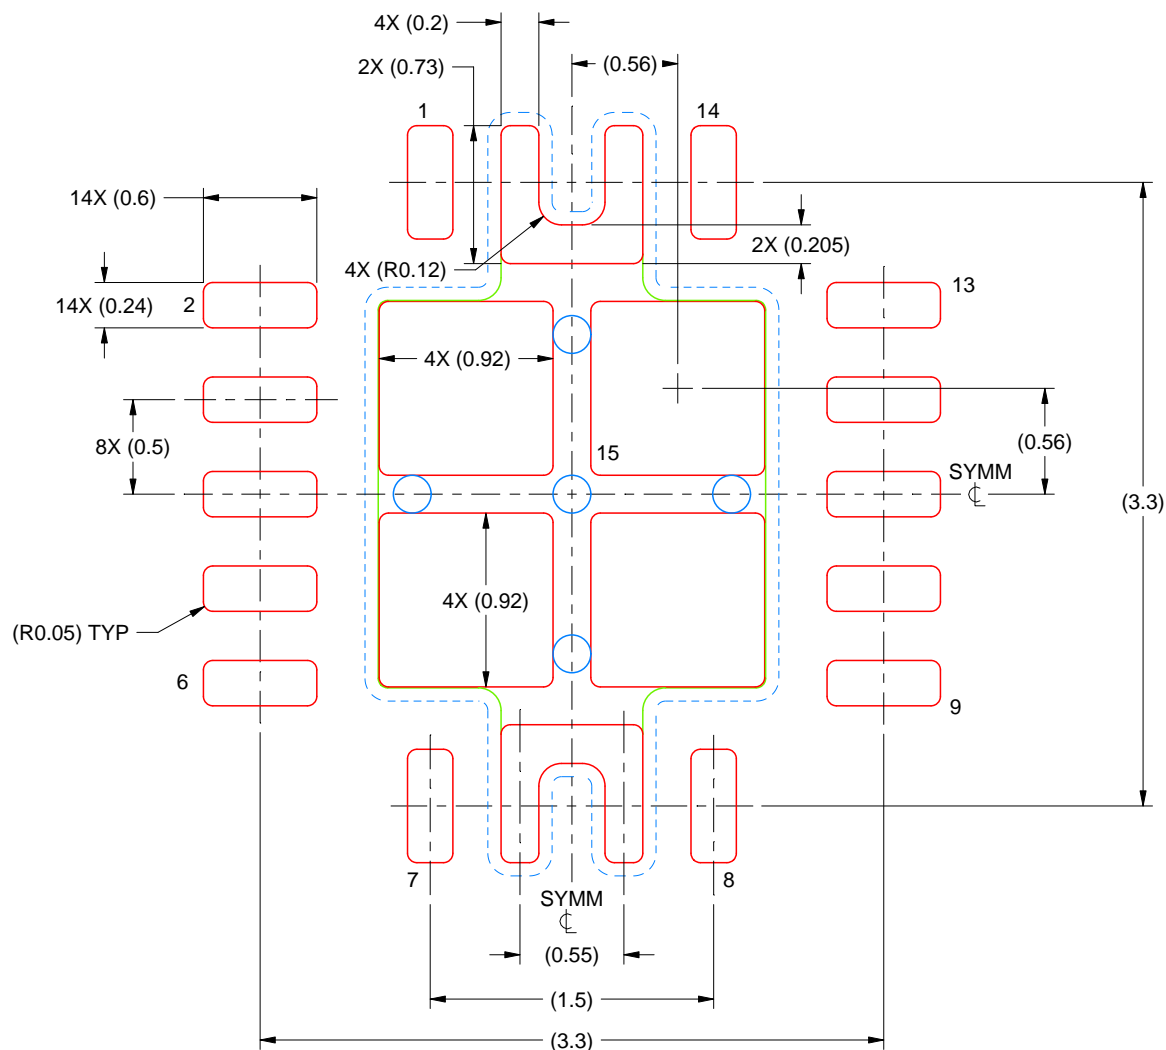 4X (0.2)
2X (0.73)
(0.56)
1
14
14X (0.6)
2X (0.205)
4X (R0.12)
2
14X (0.24)
13
4X (0.92)
8X (0.5)
15
(0.56)
SYMM
℄
(3.3)
4X (0.92)
(R0.05) TYP
6
9
7
8
SYMM
℄
(0.55)
(1.5)
(3.3)